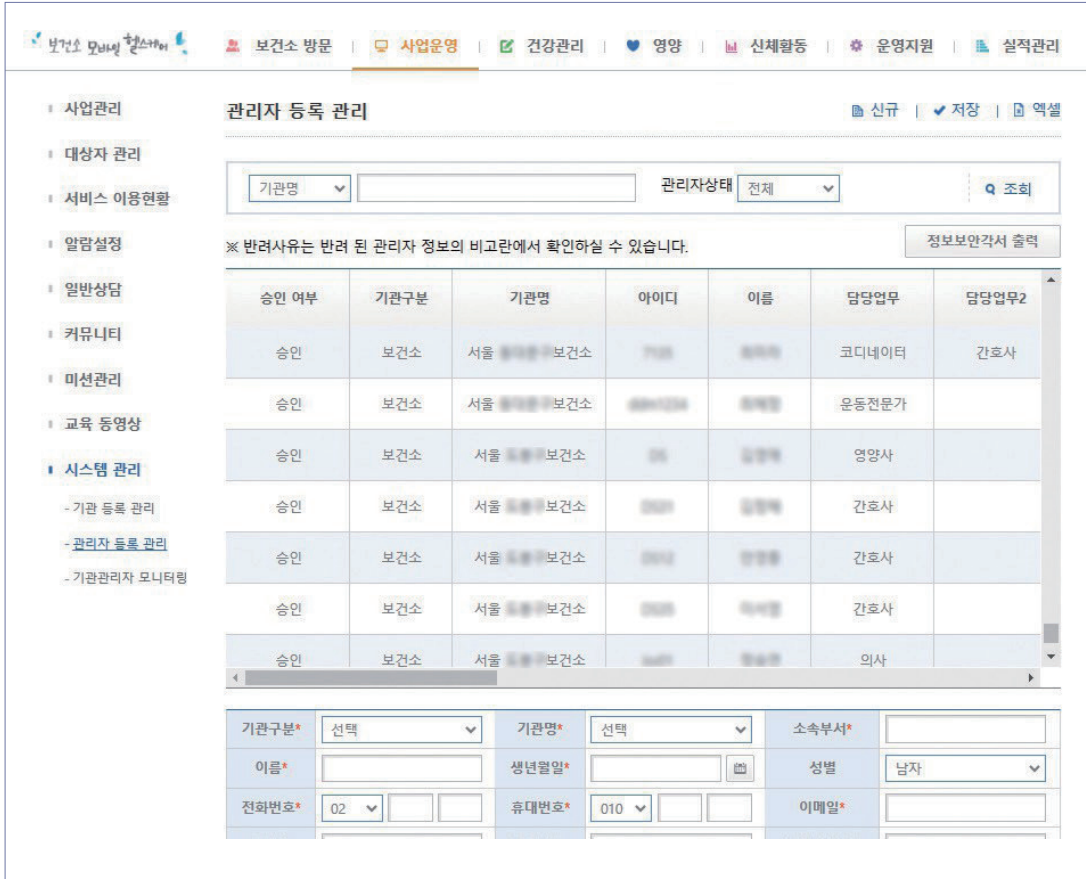 보건소 모바일 헬스케어
보건소 방문 | 사업운영 | 건강관리 | 영양 | 신체활동 | 운영지원 | 실적관리
사업관리
대상자 관리
서비스 이용현황
알람설정
일반상담
커뮤니티
미션관리
교육 동영상
시스템 관리
- 기관 등록 관리
- 관리자 등록 관리
- 기관관리자 모니터링
관리자 등록 관리
신규 | 저장 | 엑셀
기관명 관리자상태 전체 조회
※ 반려사유는 반려 된 관리자 정보의 비고란에서 확인하실 수 있습니다.
정보보안각서 출력
승인 여부 기관구분 기관명 아이디 이름 담당업무 담당업무2
승인 보건소 서울 보건소 코디네이터 간호사
승인 보건소 서울 보건소 운동전문가
승인 보건소 서울 보건소 영양사
승인 보건소 서울 보건소 간호사
승인 보건소 서울 보건소 간호사
승인 보건소 서울 보건소 간호사
승인 보건소 서울 보건소 의사
기관구분* 선택 기관명* 선택 소속부서*
이름* 생년월일* 성별 남자
전화번호* 02 휴대번호* 010 이메일*